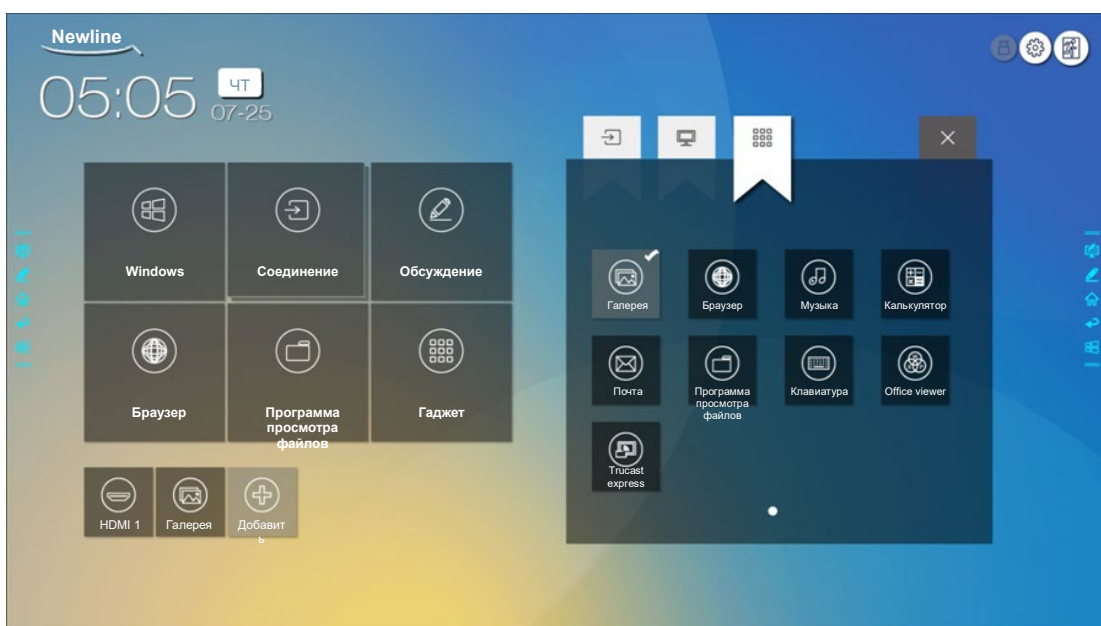 Newline
05:05
ЧТ
07-25
Windows
Соединение
Обсуждение
Браузер
Программа
просмотра
файлов
Гаджет
HDMI 1
Галерея
Добавит
ь
Галерея
Браузер
Музыка
Калькулятор
Почта
Программа
просмотра
файлов
Клавиатура
Office viewer
Trucast
express